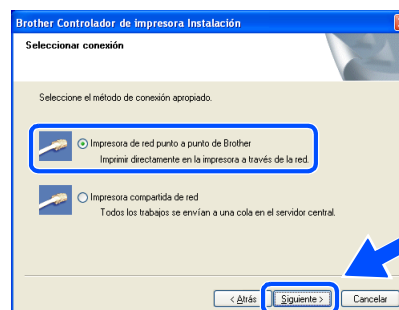 Brother Controlador de impresora Instalación
Seleccionar conexión
Seleccione el método de conexión apropiado.
Impresora de red punto a punto de Brother
Imprimir directamente en la impresora a través de la red.
Impresora compartida de red
Todos los trabajos se envían a una cola en el servidor central.
< Atrás
Siguiente >
Cancelar